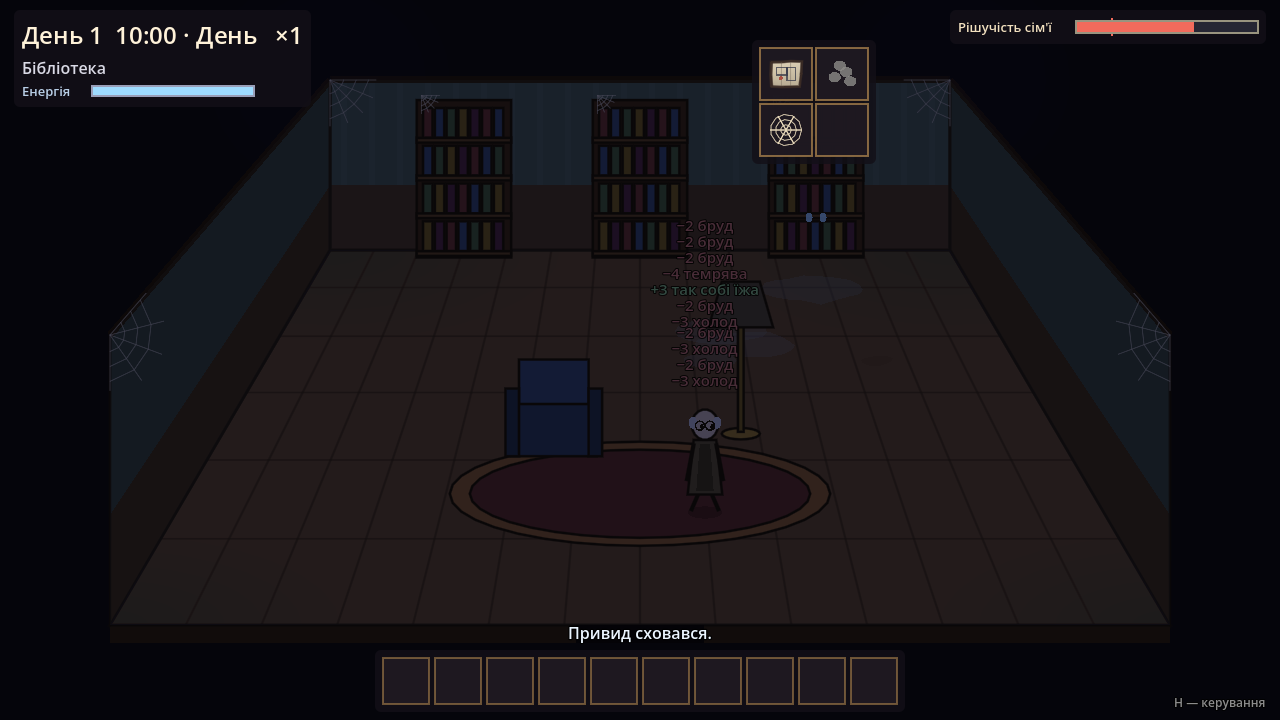 День 1 10:00 · День ×1
Бібліотека
Енергія
Рішучість сім'ї
−2 бруд
−2 бруд
−2 бруд
−4 темрява
+3 так собі їжа
−2 бруд
−3 холод
−2 бруд
−3 холод
−2 бруд
−3 холод
Привид сховався.
H — керування